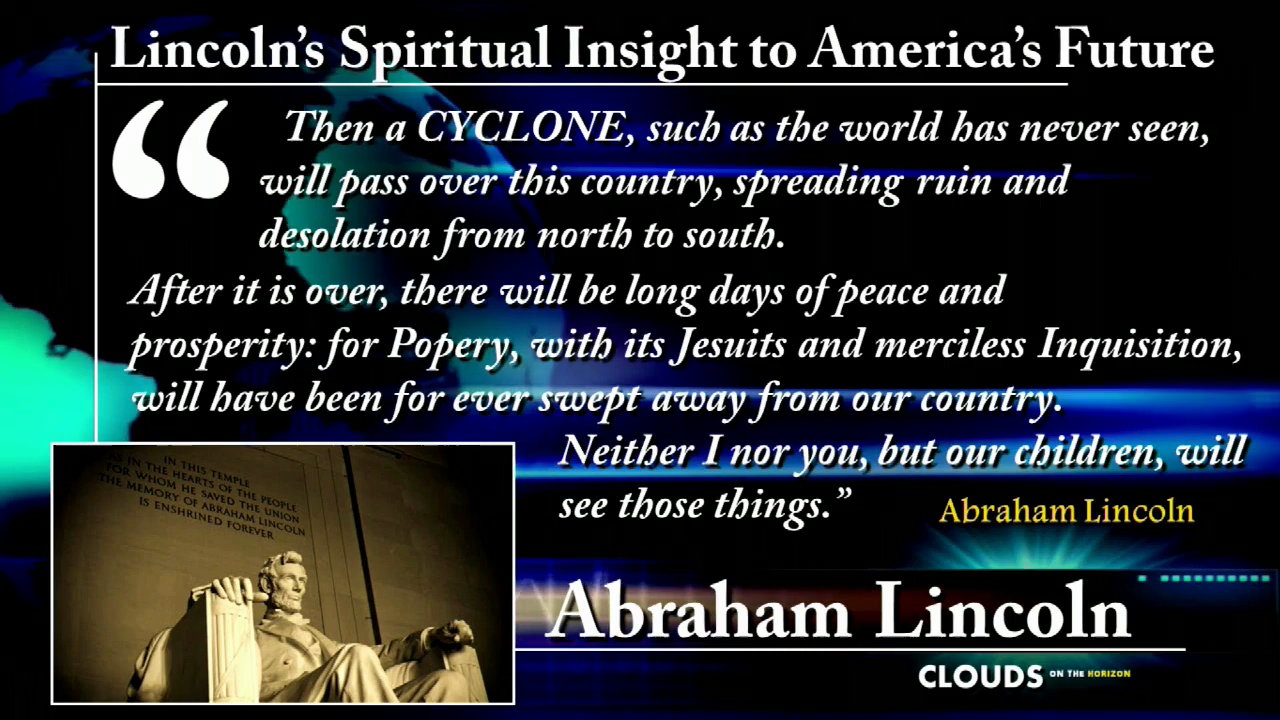 Lincoln's Spiritual Insight to America's Future
“ Then a CYCLONE, such as the world has never seen,
will pass over this country, spreading ruin and
desolation from north to south.
After it is over, there will be long days of peace and
prosperity: for Popery, with its Jesuits and merciless Inquisition,
will have been for ever swept away from our country.
Neither I nor you, but our children, will
see those things.”
Abraham Lincoln
IN THIS TEMPLE
AS IN THE HEARTS OF THE PEOPLE
FOR WHOM HE SAVED THE UNION
THE MEMORY OF ABRAHAM LINCOLN
IS ENSHRINED FOREVER
Abraham Lincoln
CLOUDS ON THE HORIZON